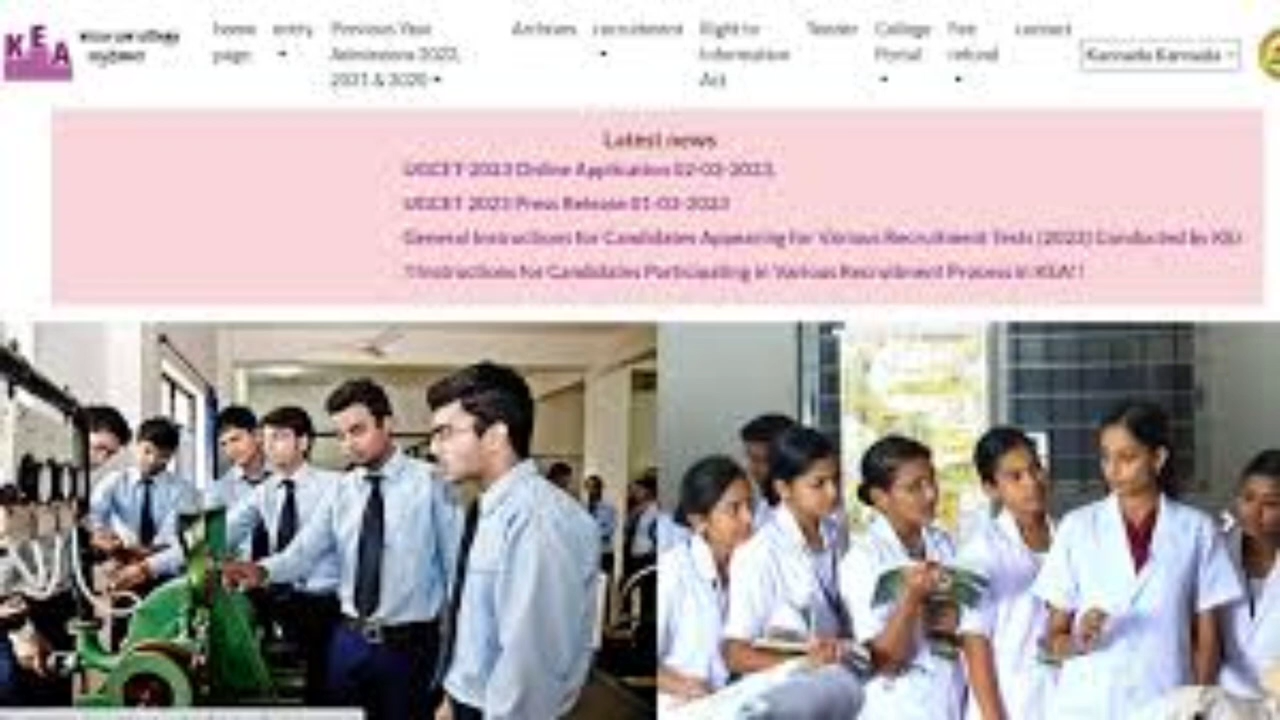 KEA
home
page
entry
Previous Year
Admissions 2022,
2021 & 2020
Archives
recruitment
Right to
Information
Act
Tender
College
Portal
Fee
refund
contact
Kannada Kannada
Latest news
UGCET 2023 Online Application 02-03-2023.
UGCET 2023 Press Release 01-03-2023
General Instructions for Candidates Appearing for Various Recruitment Tests (2022) Conducted by KEA
Instructions for Candidates Participating in Various Recruitment Process in KEA!!